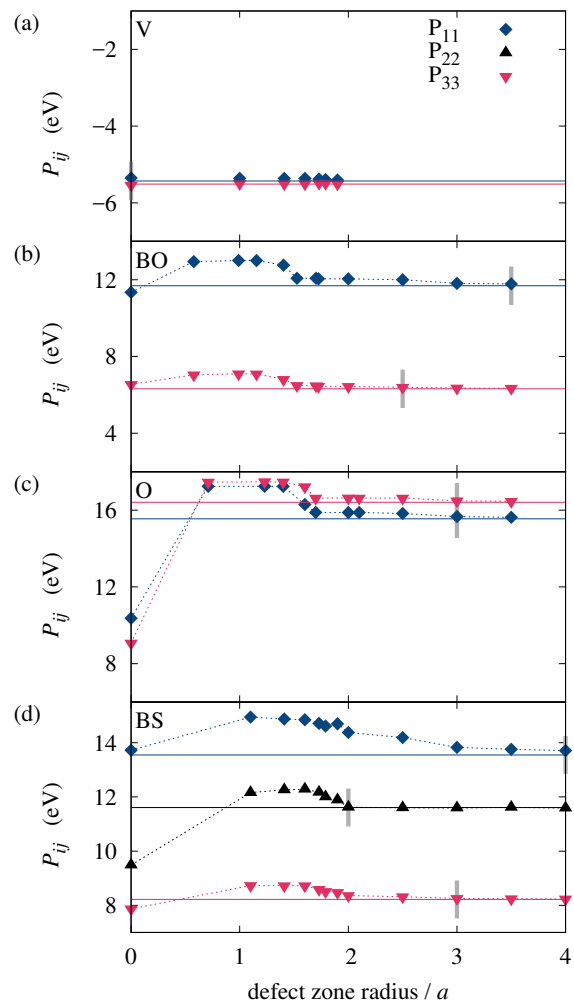 (a)
V
P11
P22
P33
−2
−4
−6
Pij (eV)
(b)
BO
12
8
4
Pij (eV)
(c)
O
16
12
8
Pij (eV)
(d)
BS
14
12
10
8
Pij (eV)
0 1 2 3 4
defect zone radius / a